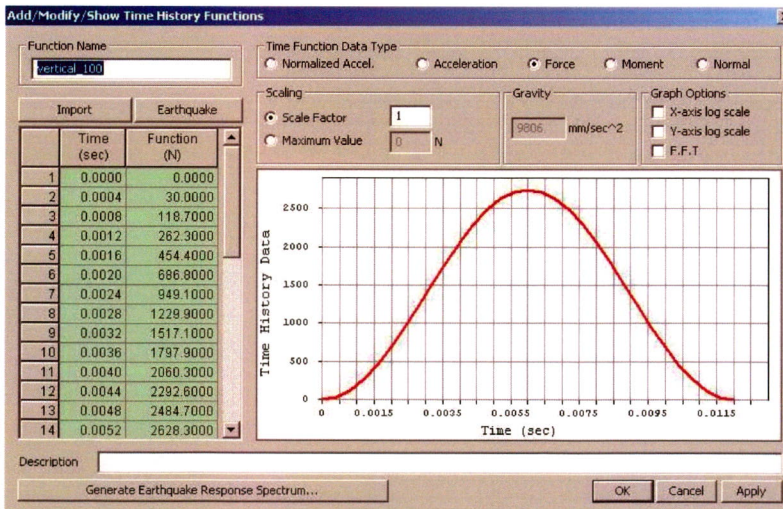 Add/Modify/Show Time History Functions
Function Name
vertical_100
Import
Earthquake
Time (sec)
Function (N)
1 0.0000 0.0000
2 0.0004 30.0000
3 0.0008 118.7000
4 0.0012 262.3000
5 0.0016 454.4000
6 0.0020 686.8000
7 0.0024 949.1000
8 0.0028 1229.9000
9 0.0032 1517.1000
10 0.0036 1797.9000
11 0.0040 2060.3000
12 0.0044 2292.6000
13 0.0048 2484.7000
14 0.0052 2628.3000
Time Function Data Type
Normalized Accel.
Acceleration
Force
Moment
Normal
Scaling
Scale Factor
1
Maximum Value
0
N
Gravity
9806
mm/sec^2
Graph Options
X-axis log scale
Y-axis log scale
F.F.T
Time History Data
2500
2000
1500
1000
500
0
0 0.0015 0.0035 0.0055 0.0075 0.0095 0.0115
Time (sec)
Description
Generate Earthquake Response Spectrum...
OK
Cancel
Apply